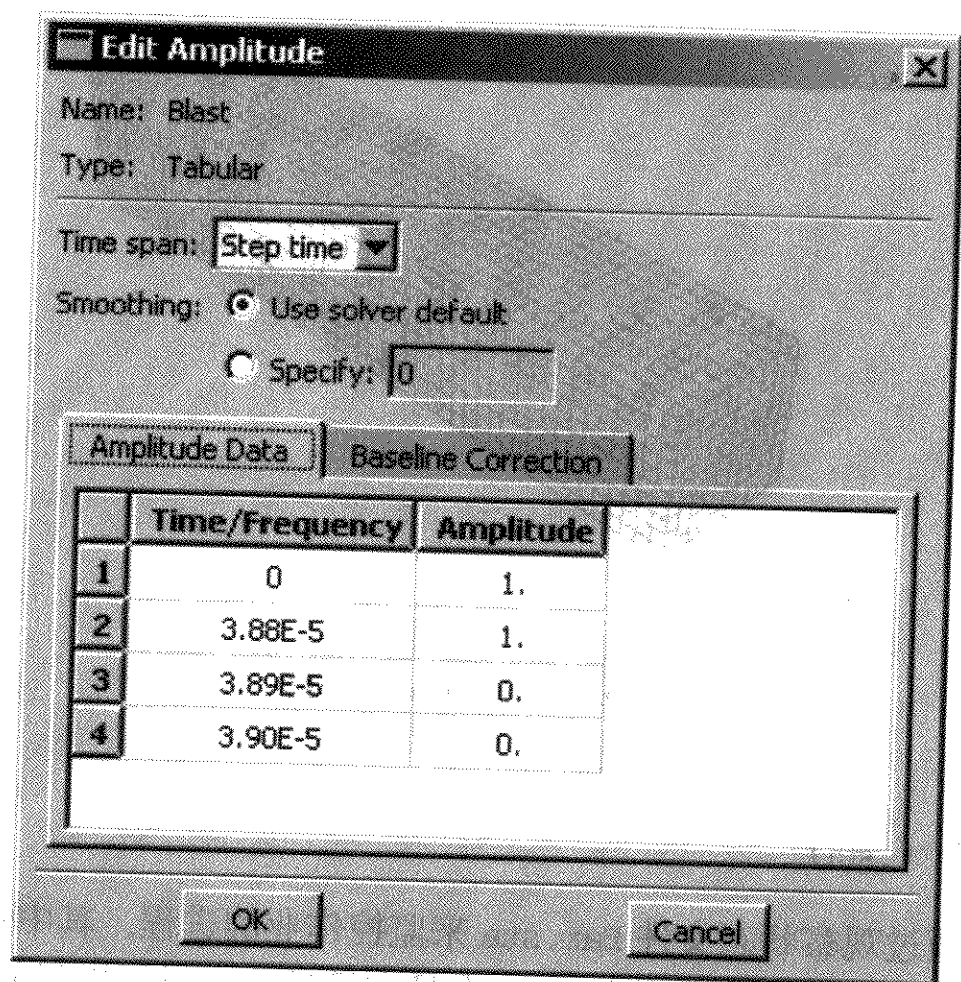 Edit Amplitude
Name: Blast
Type: Tabular
Time span: Step time
Smoothing: Use solver default
Specify: 0
Amplitude Data Baseline Correction
Time/Frequency Amplitude
1 0 1.
2 3.88E-5 1.
3 3.89E-5 0.
4 3.90E-5 0.
OK Cancel